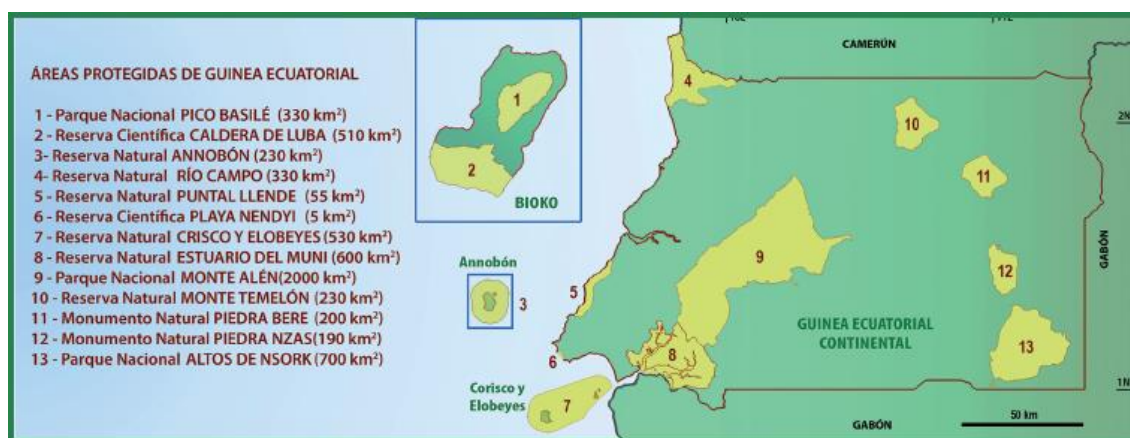 ÁREAS PROTEGIDAS DE GUINEA ECUATORIAL
1 - Parque Nacional PICO BASILÉ (330 km²)
2 - Reserva Científica CALDERA DE LUBA (510 km²)
3- Reserva Natural ANNOBÓN (230 km²)
4- Reserva Natural RÍO CAMPO (330 km²)
5 - Reserva Natural PUNTAL LLENDE (55 km²)
6 - Reserva Científica PLAYA NENDYI (5 km²)
7 - Reserva Natural CRISCO Y ELOBEYES (530 km²)
8 - Reserva Natural ESTUARIO DEL MUNI (600 km²)
9 - Parque Nacional MONTE ALÉN(2000 km²)
10 - Reserva Natural MONTE TEMELÓN (230 km²)
11 - Monumento Natural PIEDRA BERE (200 km²)
12 - Monumento Natural PIEDRA NZAS (190 km²)
13 - Parque Nacional ALTOS DE NSORK (700 km²)
1
2
BIOKO
Annobón
3
Corisco y
Elobeyes
7
CAMERÚN
4
10
2N
11
9
GABÓN
5
12
GUINEA ECUATORIAL
CONTINENTAL
6
8
13
1N
50 km
GABÓN